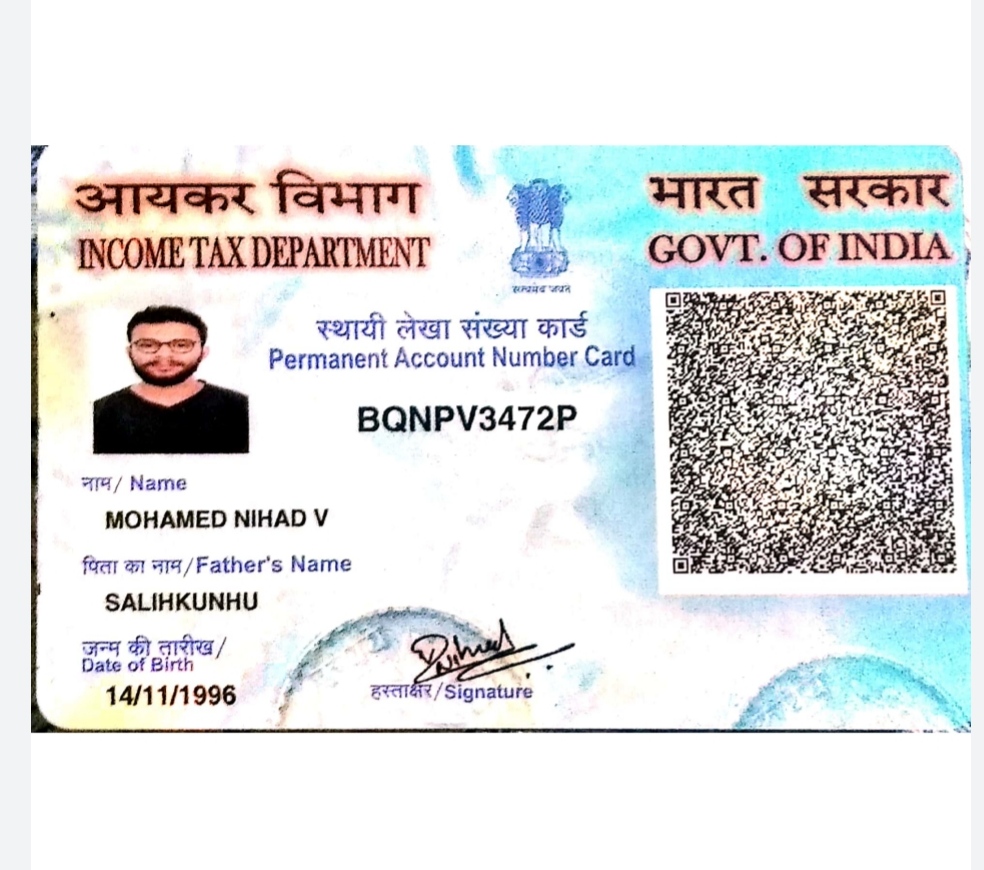 आयकर विभाग
INCOME TAX DEPARTMENT
भारत सरकार
GOVT. OF INDIA
सत्यमेव जयते
स्थायी लेखा संख्या कार्ड
Permanent Account Number Card
BQNPV3472P
नाम/ Name
MOHAMED NIHAD V
पिता का नाम/Father's Name
SALIHKUNHU
जन्म की तारीख/
Date of Birth
14/11/1996
हस्ताक्षर/Signature